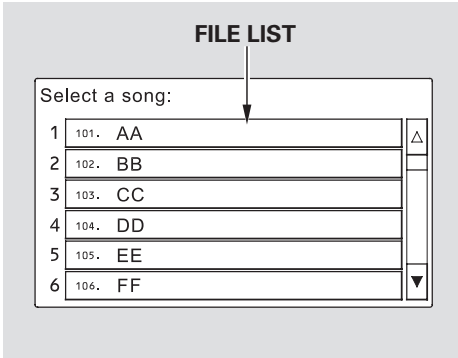 FILE LIST
Select a song:
1 101. AA
2 102. BB
3 103. CC
4 104. DD
5 105. EE
6 106. FF